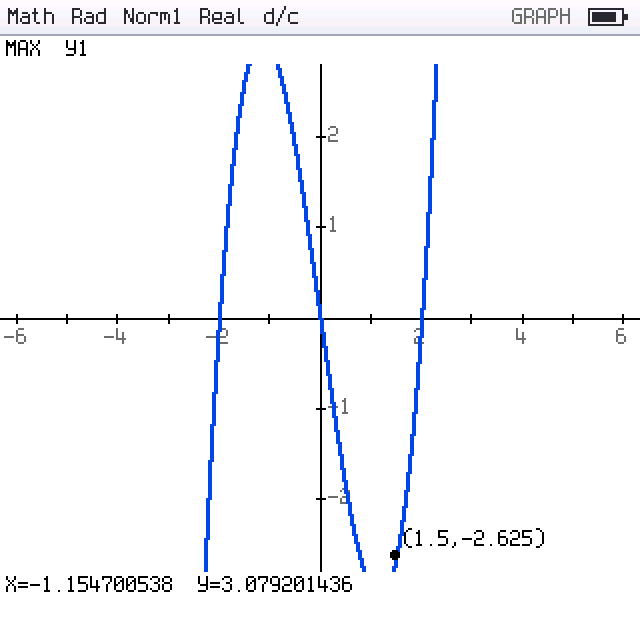 Math Rad Norm1 Real d/c GRAPH
MAX Y1
2
1
-6 -4 -2 2 4 6
-1
-2
(1.5,-2.625)
X=-1.154700538 Y=3.079201436